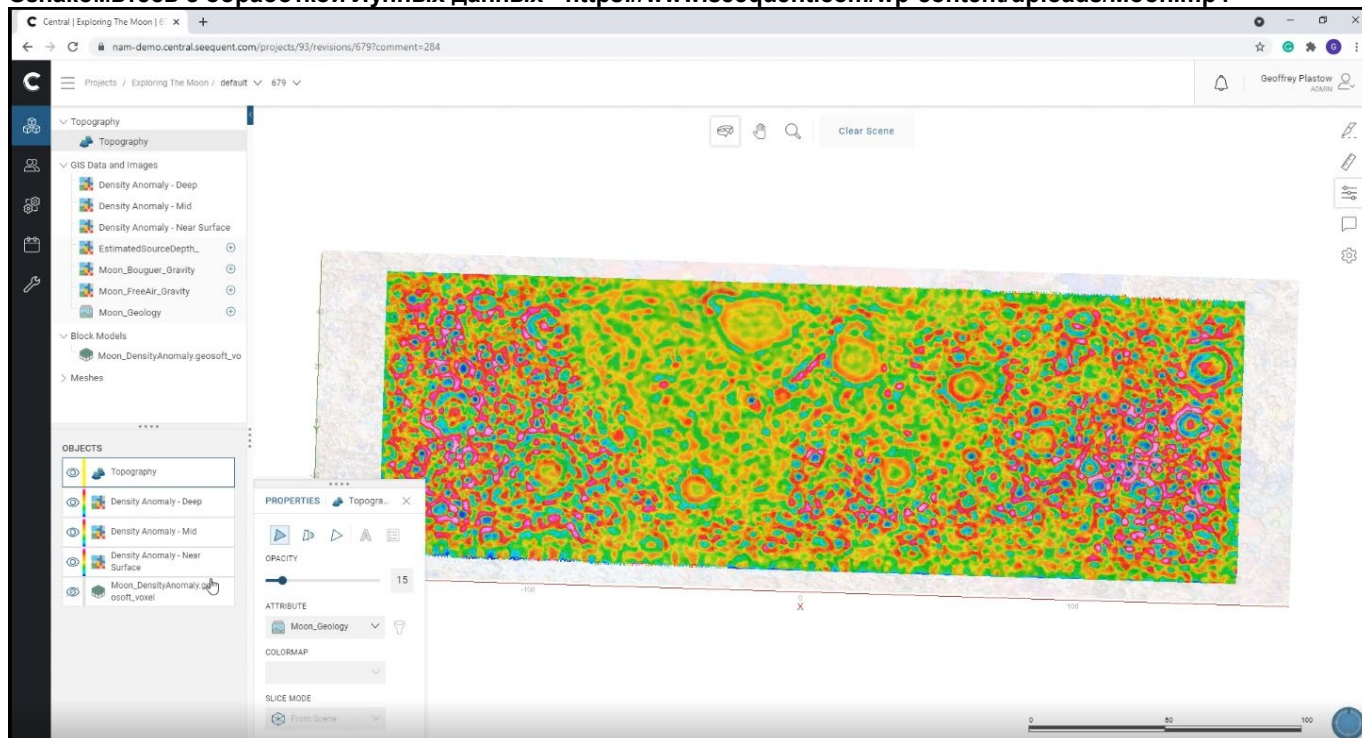 Central | Exploring The Moon | 6
nam-demo.central.seequent.com/projects/93/revisions/679?comment=284
Projects / Exploring The Moon / default 679
Geoffrey Plastow
ADMIN
Topography
Topography
GIS Data and Images
Density Anomaly - Deep
Density Anomaly - Mid
Density Anomaly - Near Surface
EstimatedSourceDepth_
Moon_Bouguer_Gravity
Moon_FreeAir_Gravity
Moon_Geology
Block Models
Moon_DensityAnomaly.geosoft_vo
Meshes
Clear Scene
OBJECTS
Topography
Density Anomaly - Deep
Density Anomaly - Mid
Density Anomaly - Near
Surface
osoft_voxel
PROPERTIES Topogra...
OPACITY
15
ATTRIBUTE
Moon_Geology
COLORMAP
SLICE MODE
From Scene
-100
0
X
100
0 50 100